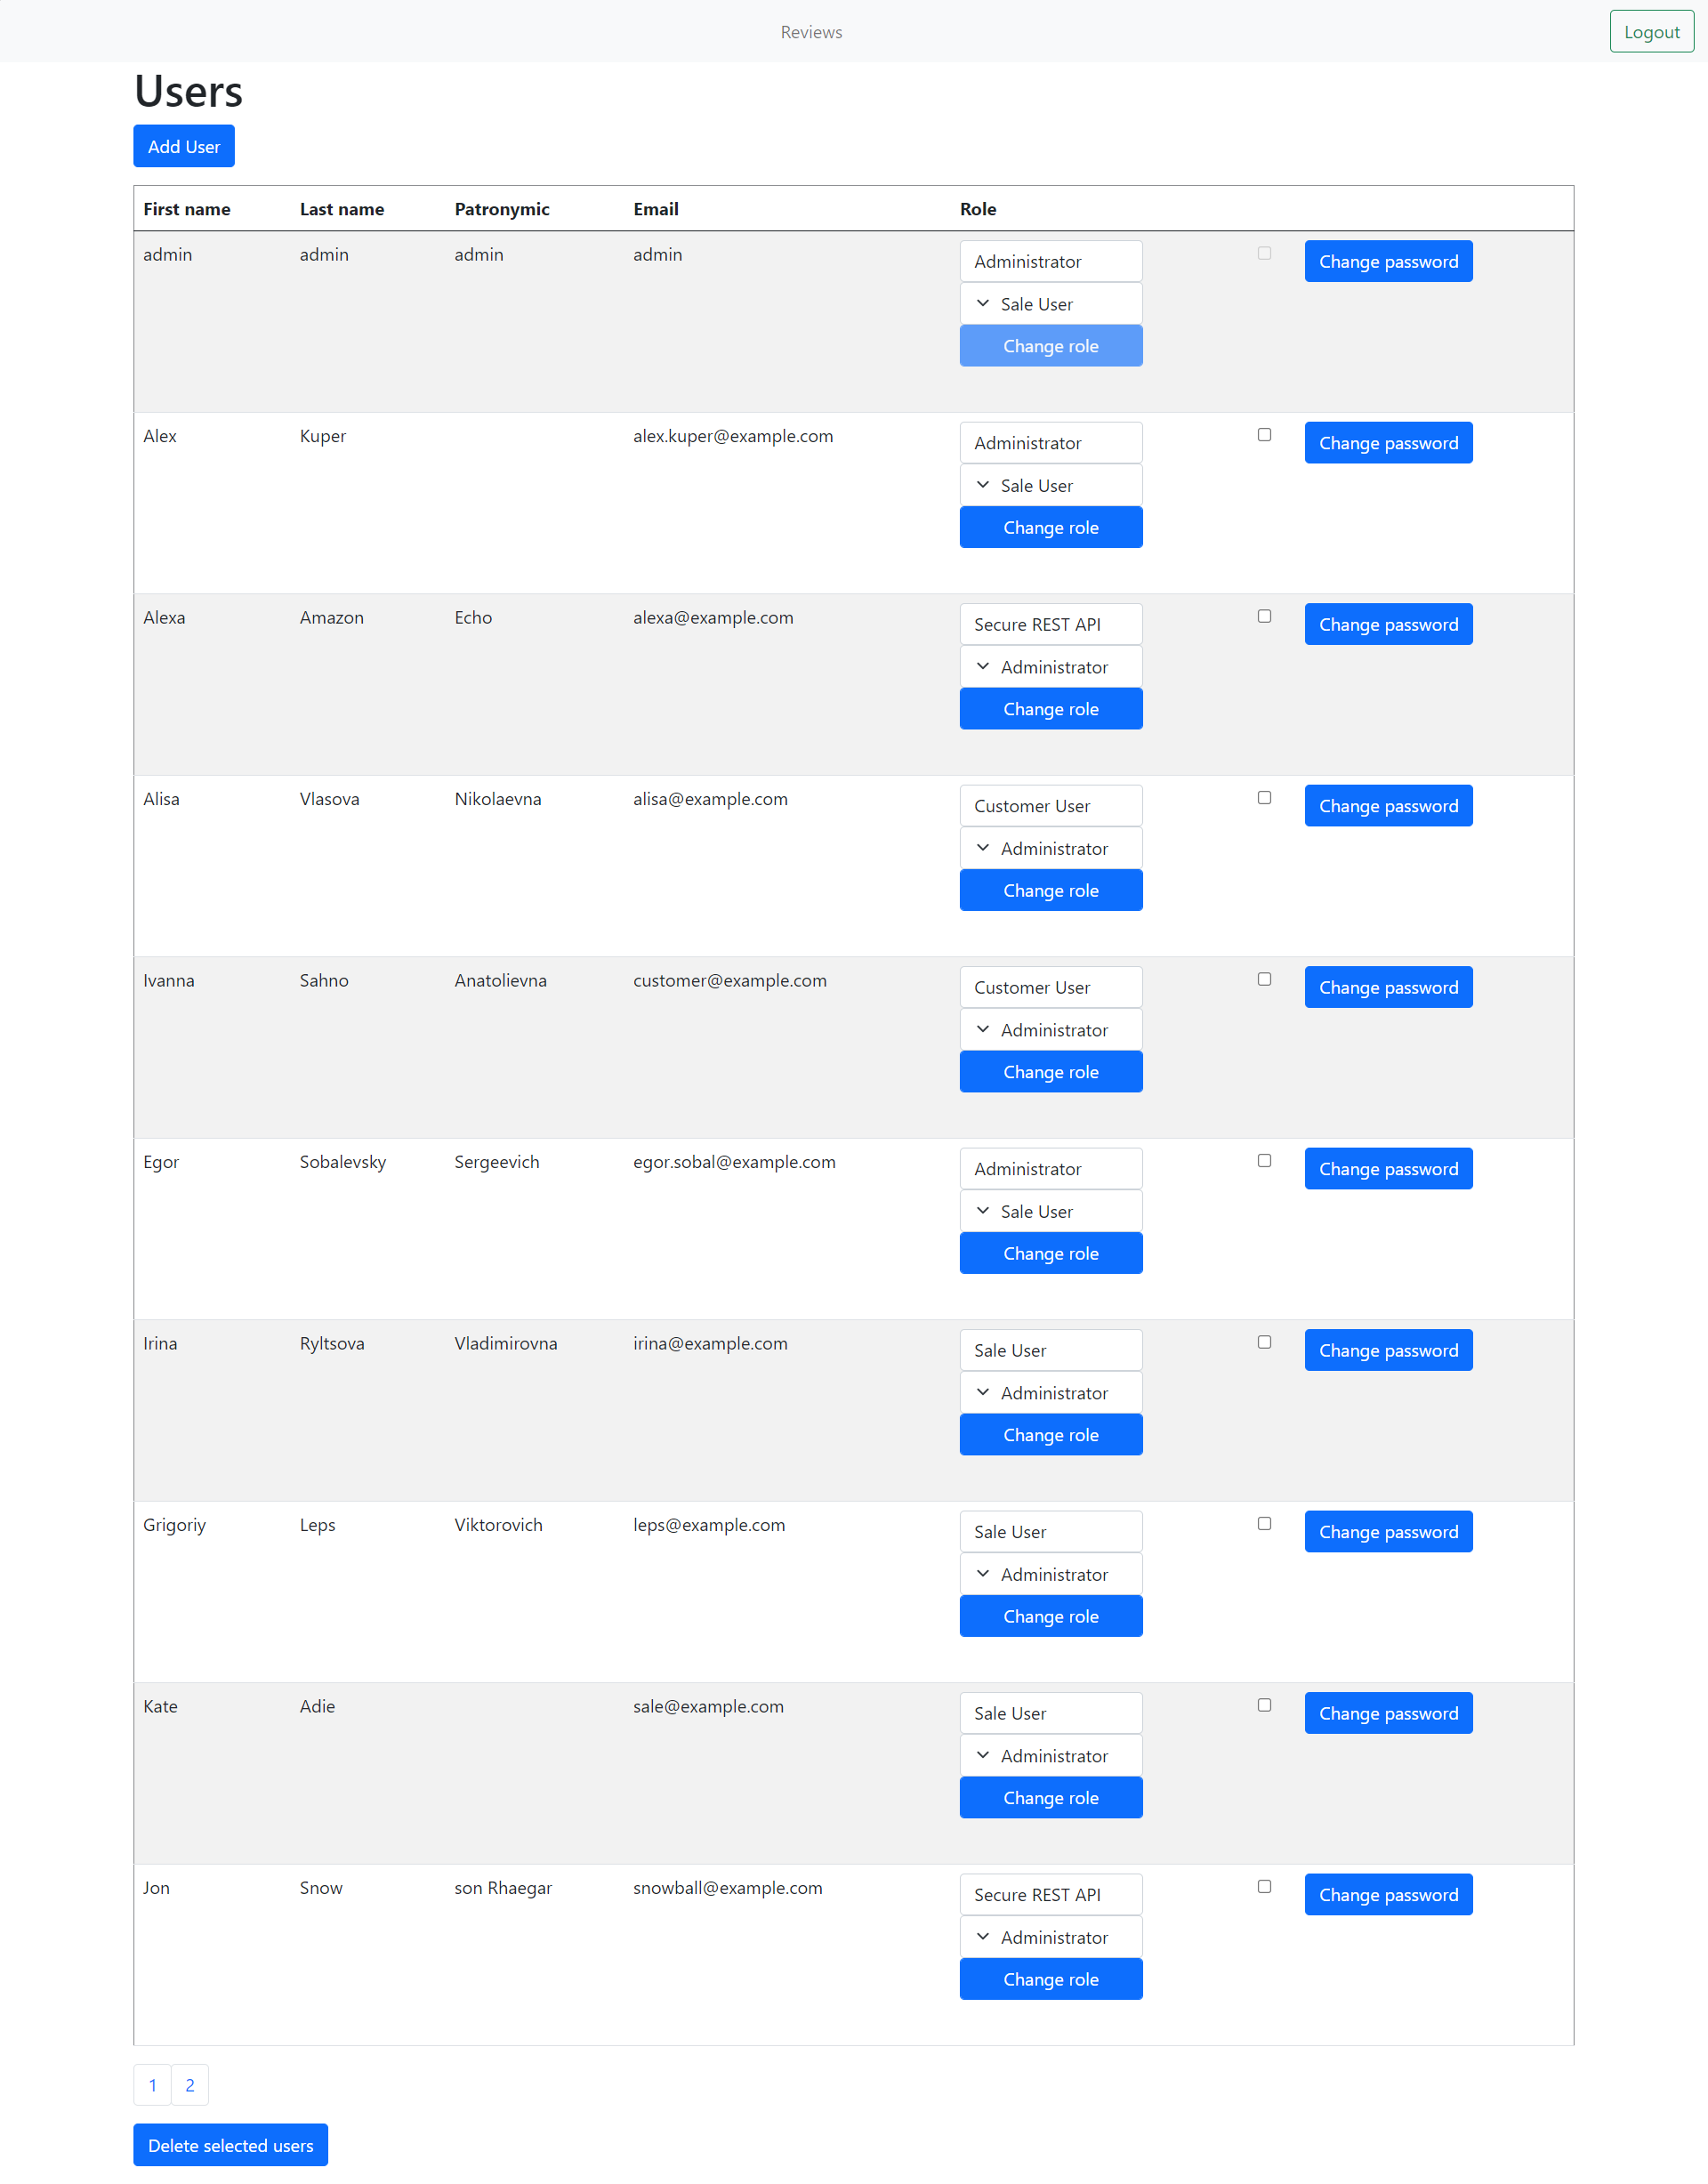 Reviews
Logout
Users
Add User
First name Last name Patronymic Email Role
admin admin admin admin Administrator Change password
Sale User
Change role
Alex Kuper alex.kuper@example.com Administrator Change password
Sale User
Change role
Alexa Amazon Echo alexa@example.com Secure REST API Change password
Administrator
Change role
Alisa Vlasova Nikolaevna alisa@example.com Customer User Change password
Administrator
Change role
Ivanna Sahno Anatolievna customer@example.com Customer User Change password
Administrator
Change role
Egor Sobalevsky Sergeevich egor.sobal@example.com Administrator Change password
Sale User
Change role
Irina Ryltsova Vladimirovna irina@example.com Sale User Change password
Administrator
Change role
Grigoriy Leps Viktorovich leps@example.com Sale User Change password
Administrator
Change role
Kate Adie sale@example.com Sale User Change password
Administrator
Change role
Jon Snow son Rhaegar snowball@example.com Secure REST API Change password
Administrator
Change role
1 2
Delete selected users